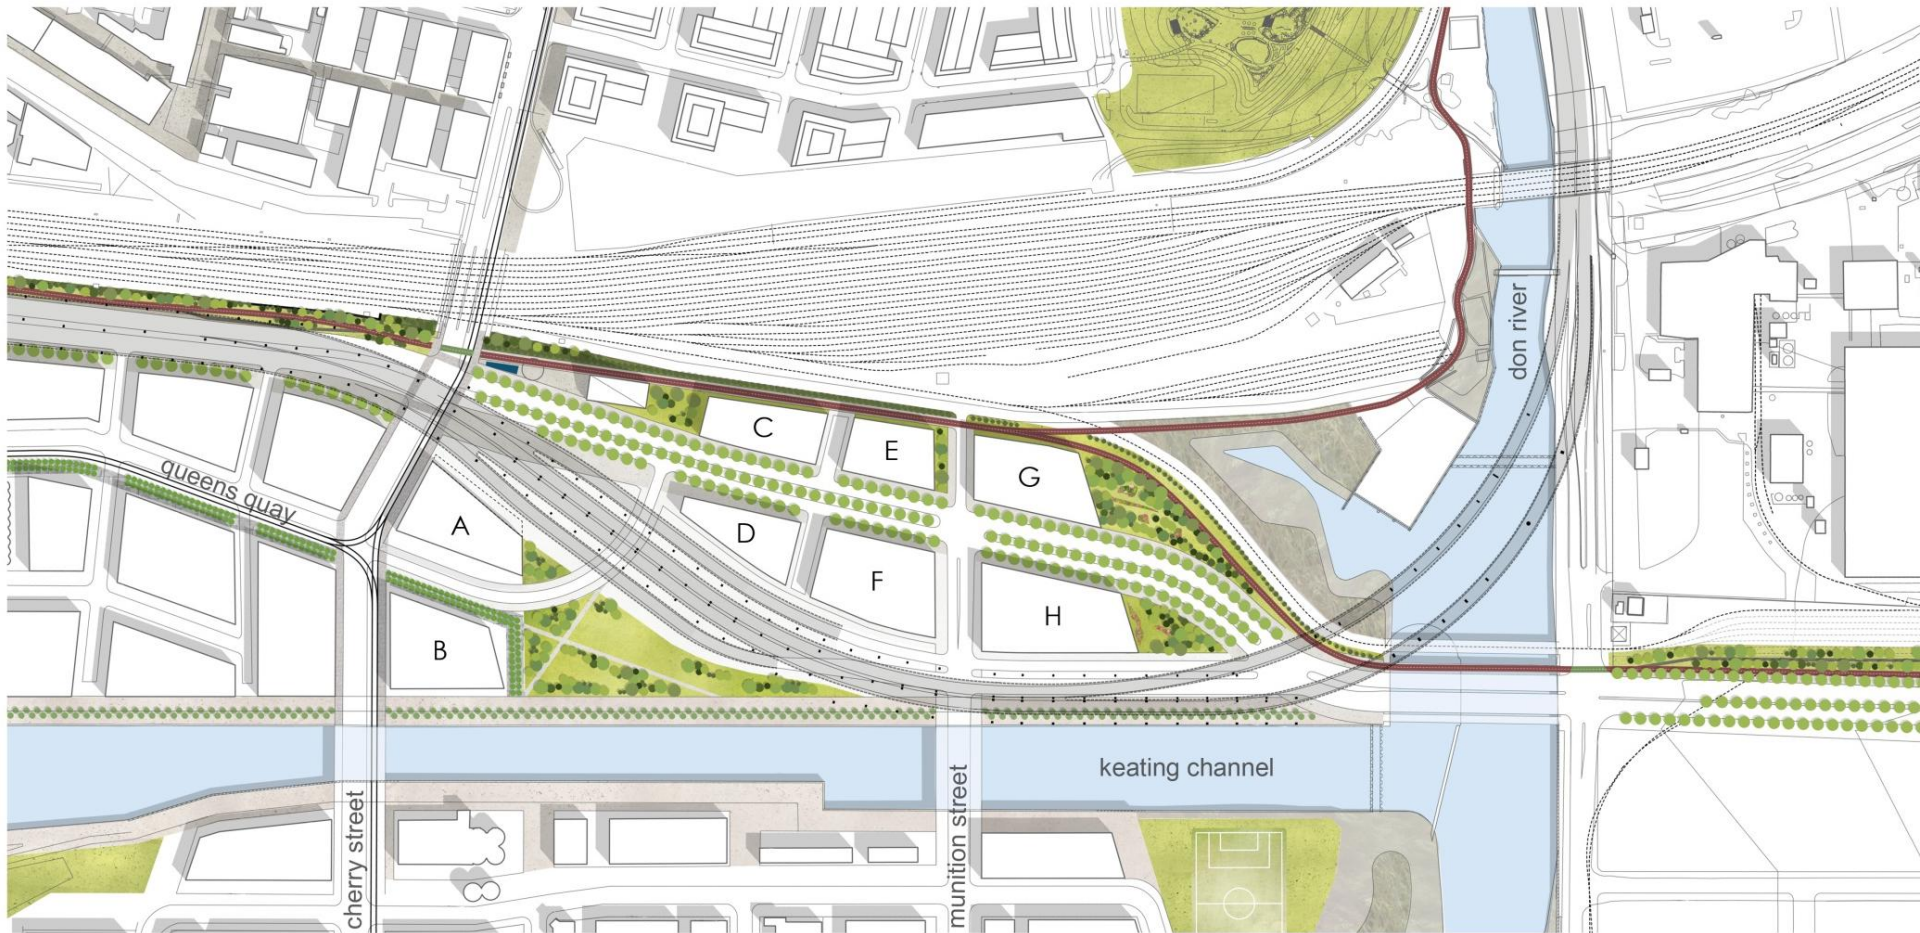 don river
C
E
G
queens quay
A
D
F
H
B
keating channel
cherry street
munition street